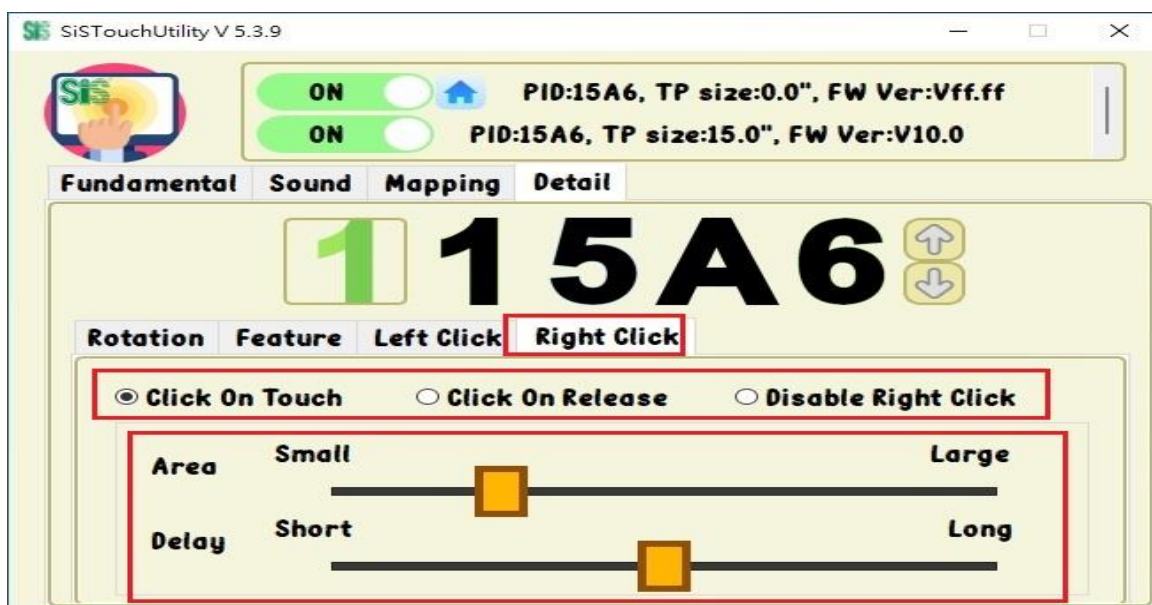 SiS SiSTouchUtility V 5.3.9
SiS
ON PID:15A6, TP size:0.0", FW Ver:Vff.ff
ON PID:15A6, TP size:15.0", FW Ver:V10.0
Fundamental Sound Mapping Detail
1 15A6
Rotation Feature Left Click Right Click
Click On Touch Click On Release Disable Right Click
Area Small Large
Delay Short Long